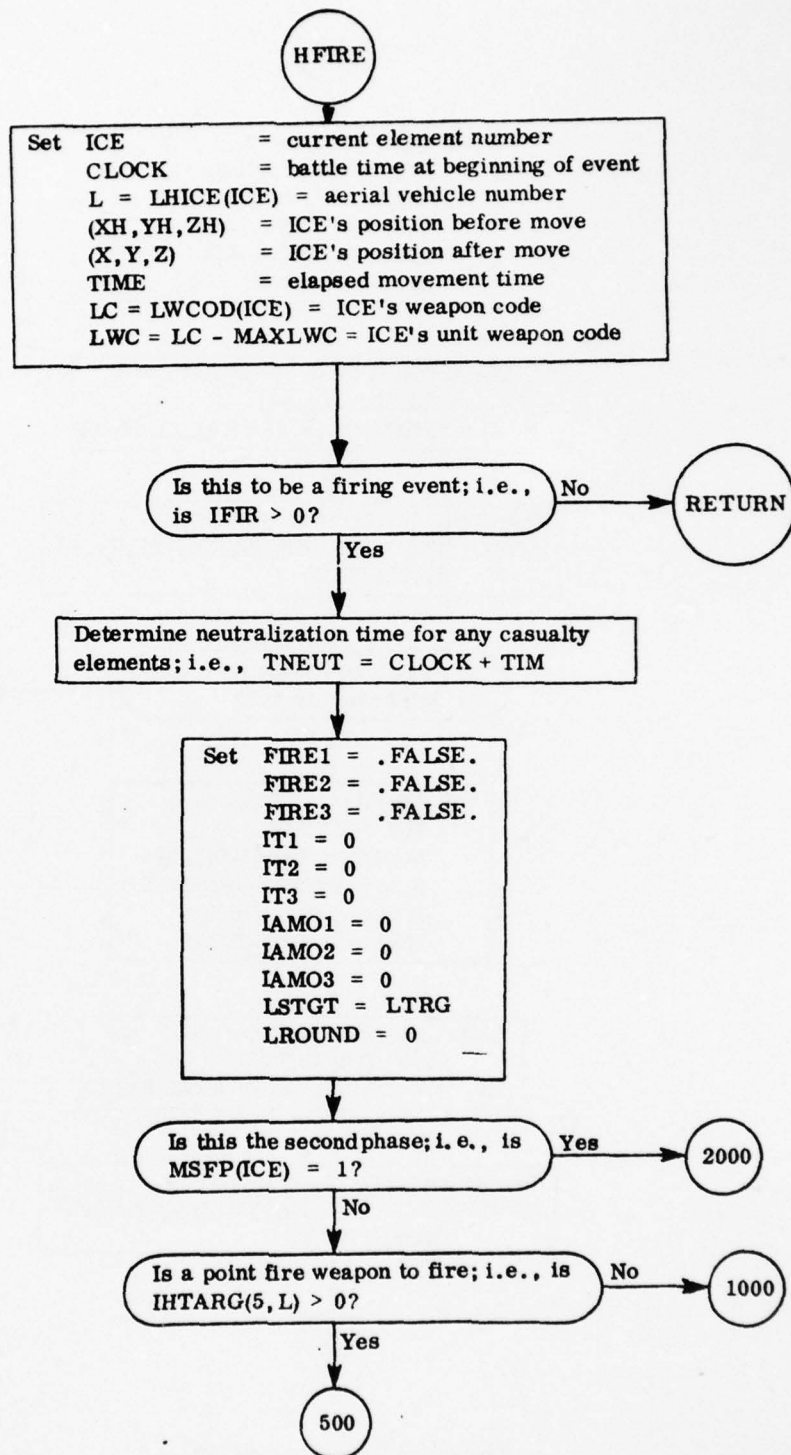 HFIRE
Set ICE = current element number
CLOCK = battle time at beginning of event
L = LHICE(ICE) = aerial vehicle number
(XH,YH,ZH) = ICE's position before move
(X,Y,Z) = ICE's position after move
TIME = elapsed movement time
LC = LWCOD(ICE) = ICE's weapon code
LWC = LC - MAXLWC = ICE's unit weapon code
Is this to be a firing event; i.e.,
is IFIR > 0?
No
RETURN
Yes
Determine neutralization time for any casualty
elements; i.e., TNEUT = CLOCK + TIM
Set FIRE1 = .FALSE.
FIRE2 = .FALSE.
FIRE3 = .FALSE.
IT1 = 0
IT2 = 0
IT3 = 0
IAMO1 = 0
IAMO2 = 0
IAMO3 = 0
LSTGT = LTRG
LROUND = 0
Is this the second phase; i.e., is
MSFP(ICE) = 1?
Yes
2000
No
Is a point fire weapon to fire; i.e., is
IHTARG(5,L) > 0?
No
1000
Yes
500